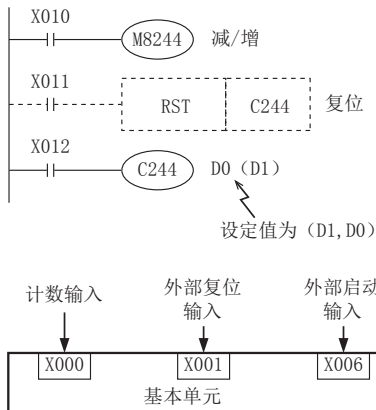 X010
M8244 减/增
X011
RST C244 复位
X012
C244 D0（D1）
设定值为（D1,D0）
计数输入 外部复位输入 外部启动输入
X000 X001 X006
基本单元